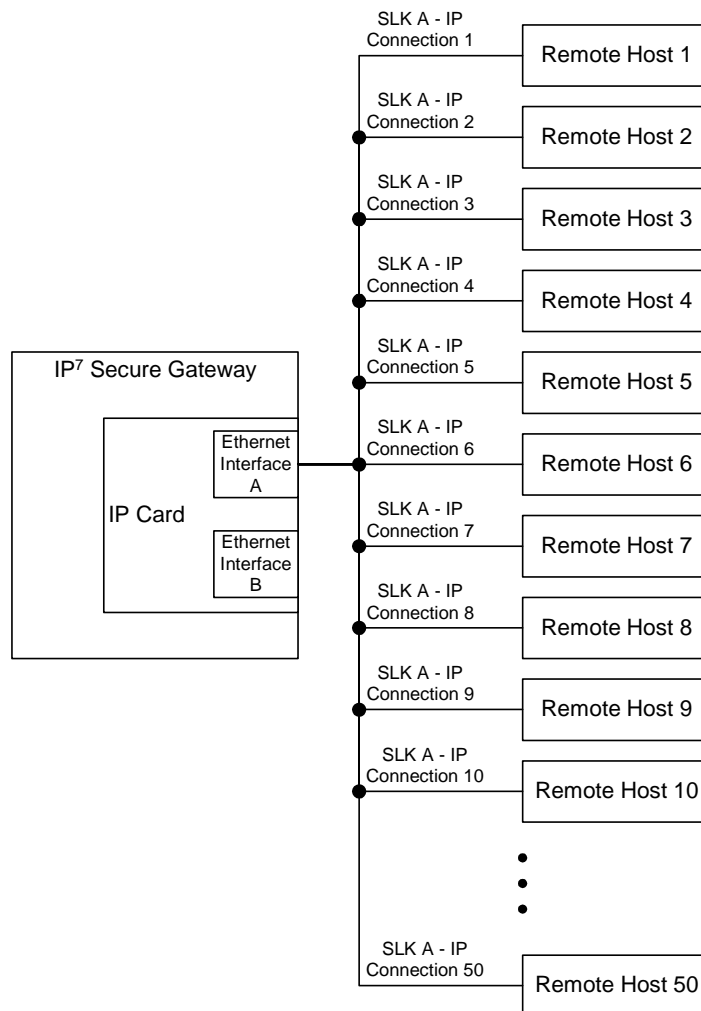 SLK A - IP
Connection 1
Remote Host 1
SLK A - IP
Connection 2
Remote Host 2
SLK A - IP
Connection 3
Remote Host 3
SLK A - IP
Connection 4
Remote Host 4
SLK A - IP
Connection 5
Remote Host 5
IP⁷ Secure Gateway
Ethernet
Interface
A
IP Card
Ethernet
Interface
B
SLK A - IP
Connection 6
Remote Host 6
SLK A - IP
Connection 7
Remote Host 7
SLK A - IP
Connection 8
Remote Host 8
SLK A - IP
Connection 9
Remote Host 9
SLK A - IP
Connection 10
Remote Host 10
SLK A - IP
Connection 50
Remote Host 50